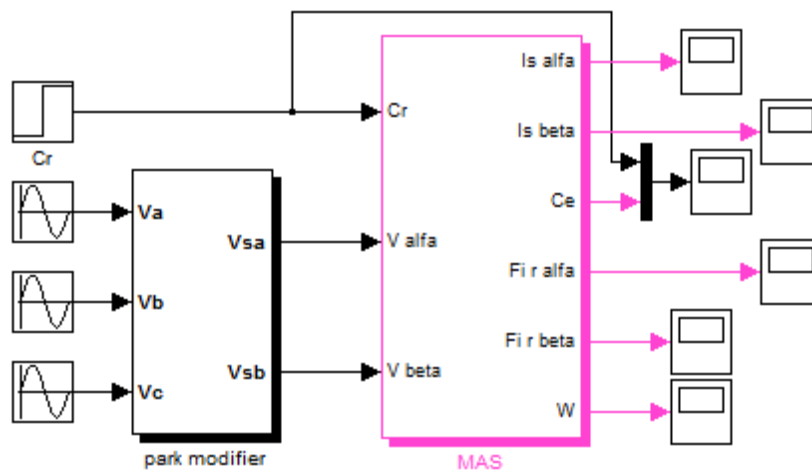 Is alfa
Cr
Is beta
Cr
Va
Ce
Vsa
V alfa
Fi r alfa
Vb
Fi r beta
Vsb
V beta
Vc
W
park modifier
MAS